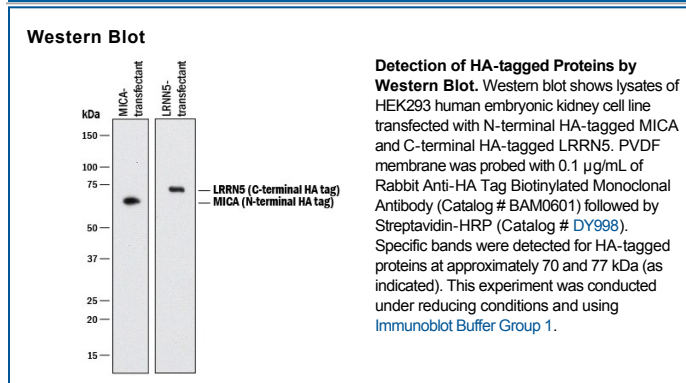 Western Blot
MICA-
transfectant
LRNN5-
transfectant
kDa
150
100
75
50
37
25
20
15
LRRN5 (C-terminal HA tag)
MICA (N-terminal HA tag)
Detection of HA-tagged Proteins by
Western Blot. Western blot shows lysates of
HEK293 human embryonic kidney cell line
transfected with N-terminal HA-tagged MICA
and C-terminal HA-tagged LRRN5. PVDF
membrane was probed with 0.1 µg/mL of
Rabbit Anti-HA Tag Biotinylated Monoclonal
Antibody (Catalog # BAM0601) followed by
Streptavidin-HRP (Catalog # DY998).
Specific bands were detected for HA-tagged
proteins at approximately 70 and 77 kDa (as
indicated). This experiment was conducted
under reducing conditions and using
Immunoblot Buffer Group 1.